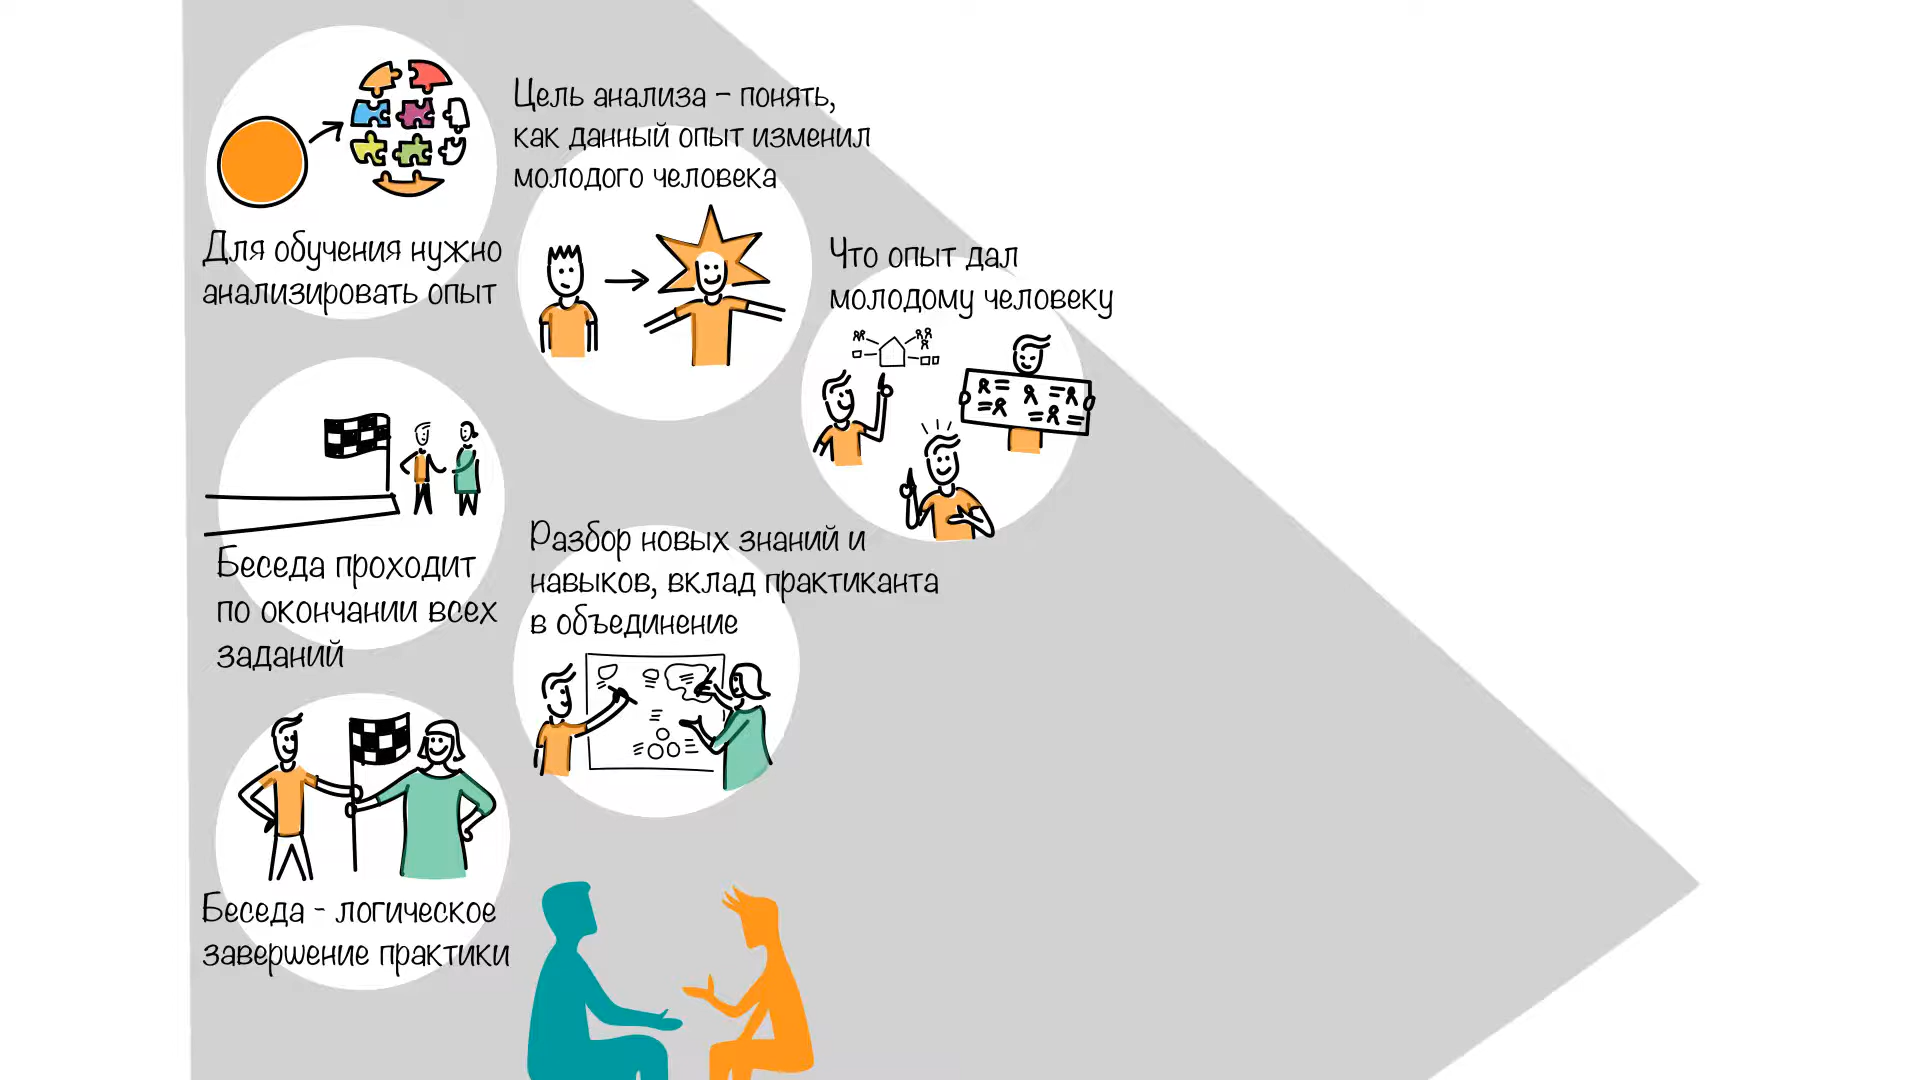 Для обучения нужно
анализировать опыт
Цель анализа – понять,
как данный опыт изменил
молодого человека
Что опыт дал
молодому человеку
Беседа проходит
по окончании всех
заданий
Разбор новых знаний и
навыков, вклад практиканта
в объединение
Беседа - логическое
завершение практики